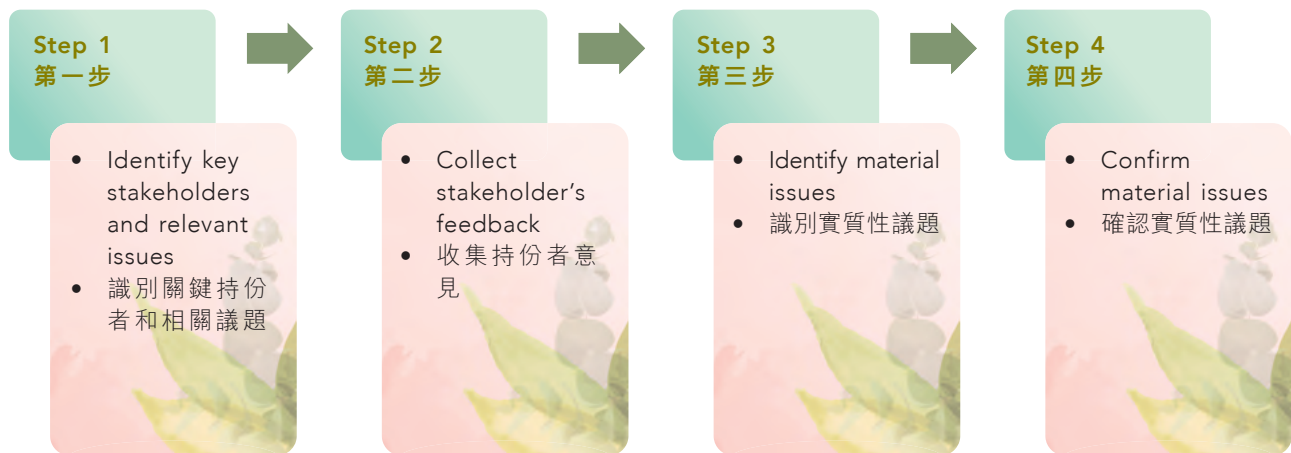 Step 1
第一步
• Identify key
stakeholders
and relevant
issues
• 識別關鍵持份
者和相關議題
Step 2
第二步
• Collect
stakeholder’s
feedback
• 收集持份者意
見
Step 3
第三步
• Identify material
issues
• 識別實質性議題
Step 4
第四步
• Confirm
material issues
• 確認實質性議題